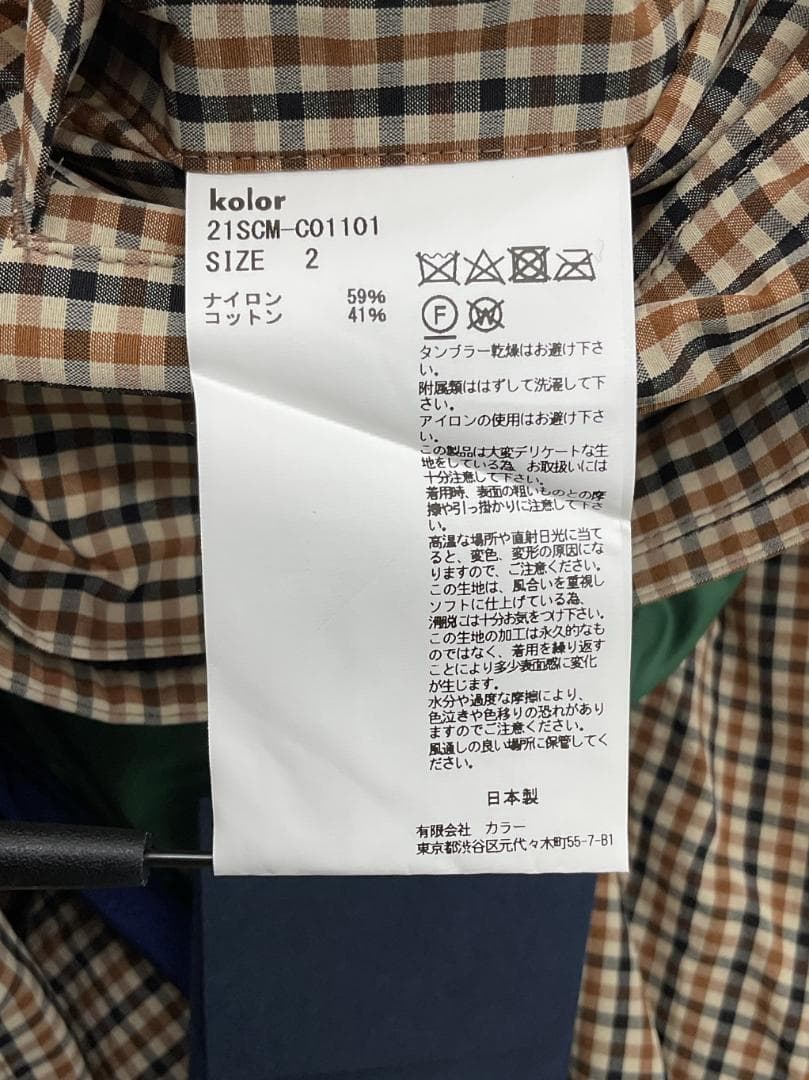 kolor
21SCM-C01101
SIZE 2
ナイロン 59%
コットン 41%
F
W
タンブラー乾燥はお避け下さ
い。
附属類ははずして洗濯して下
さい。
アイロンの使用はお避け下さ
い。
この製品は大変デリケートな生
地をしている為、お取扱いには
十分注意して下さい。
着用時、表面の粗いものとの摩
擦や引っ掛かりに注意して下さ
い。
高温な場所や直射日光に当て
ると、変色、変形の原因にな
りますので、ご注意ください。
この生地は、風合いを重視し
ソフトに仕上げている為、
滑脱には十分お気をつけ下さい。
この生地の加工は永久的なも
のではなく、着用を繰り返す
ことにより多少表面感に変化
が生じます。
水分や過度な摩擦により、
色泣きや色移りの恐れがあり
ますのでご注意ください。
風通しの良い場所に保管してく
ださい。
日本製
有限会社 カラー
東京都渋谷区元代々木町55-7-B1